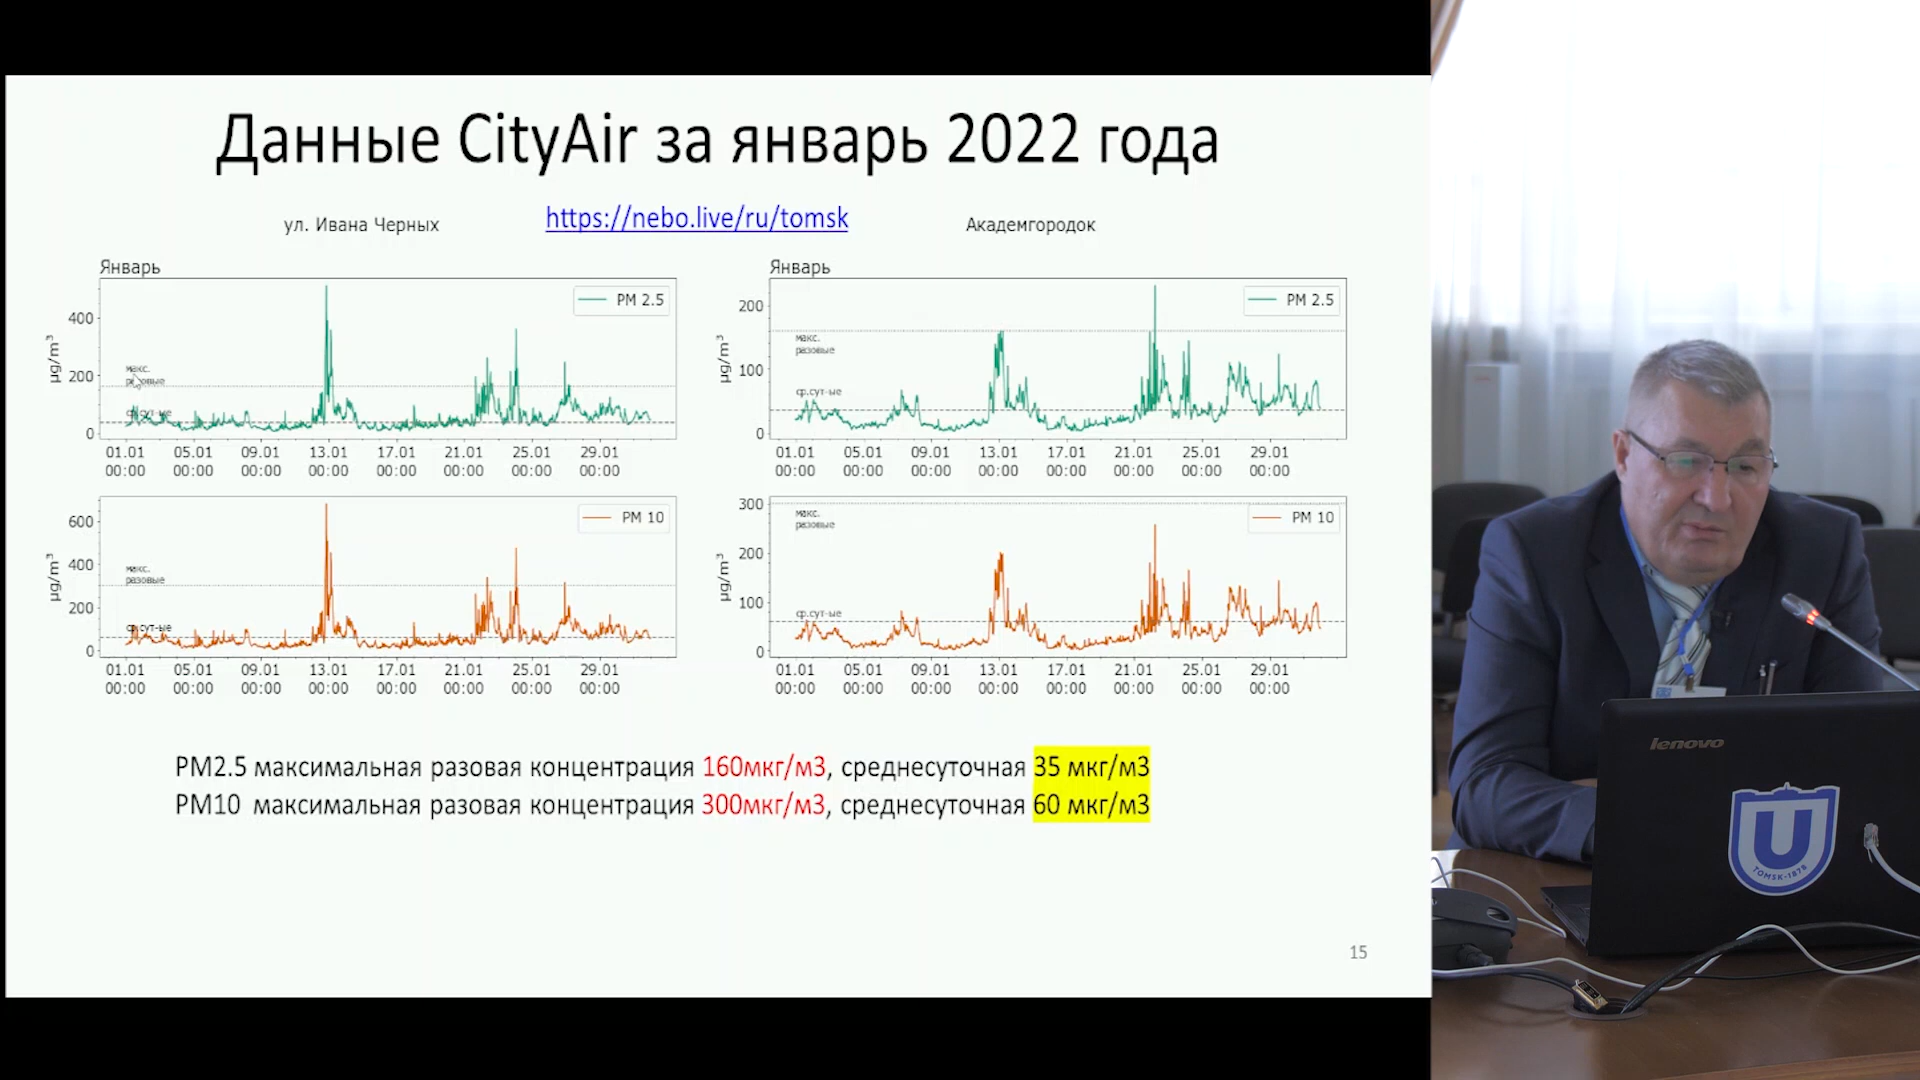 Данные CityAir за январь 2022 года
ул. Ивана Черных
https://nebo.live/ru/tomsk
Академгородок
Январь
PM 2.5
µg/m³
400
200
0
макс.
разовые
ср.сут-ые
01.01 05.01 09.01 13.01 17.01 21.01 25.01 29.01
00:00 00:00 00:00 00:00 00:00 00:00 00:00 00:00
Январь
PM 2.5
µg/m³
200
100
0
макс.
разовые
ср.сут-ые
01.01 05.01 09.01 13.01 17.01 21.01 25.01 29.01
00:00 00:00 00:00 00:00 00:00 00:00 00:00 00:00
PM 10
µg/m³
600
400
200
0
макс.
разовые
ср.сут-ые
01.01 05.01 09.01 13.01 17.01 21.01 25.01 29.01
00:00 00:00 00:00 00:00 00:00 00:00 00:00 00:00
PM 10
µg/m³
300
200
100
0
макс.
разовые
ср.сут-ые
01.01 05.01 09.01 13.01 17.01 21.01 25.01 29.01
00:00 00:00 00:00 00:00 00:00 00:00 00:00 00:00
PM2.5 максимальная разовая концентрация 160мкг/м3, среднесуточная 35 мкг/м3
PM10 максимальная разовая концентрация 300мкг/м3, среднесуточная 60 мкг/м3
15
lenovo
U
TOMSK-1878